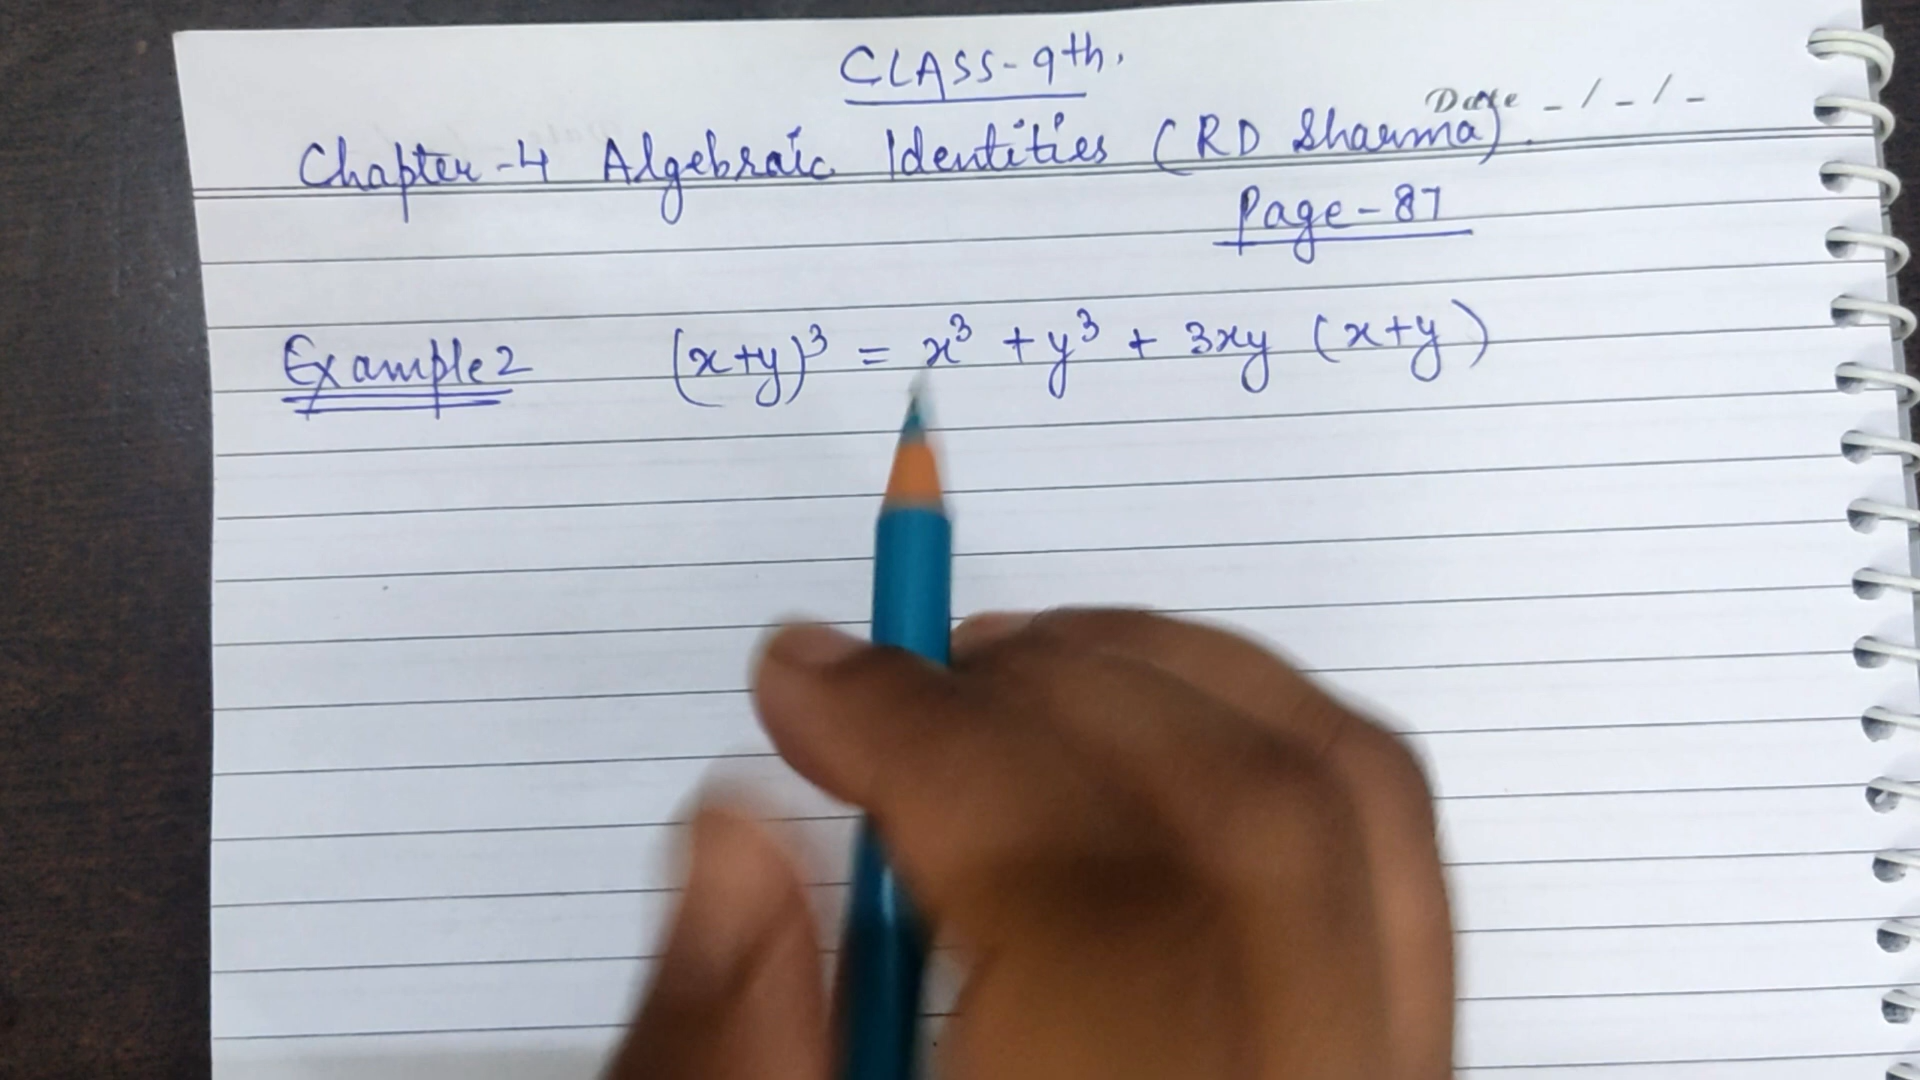 CLASS-9th.
Date _/_/_
Chapter-4 Algebraic Identities (RD Sharma).
Page-87
Example 2 (x+y)³ = x³ + y³ + 3xy (x+y)